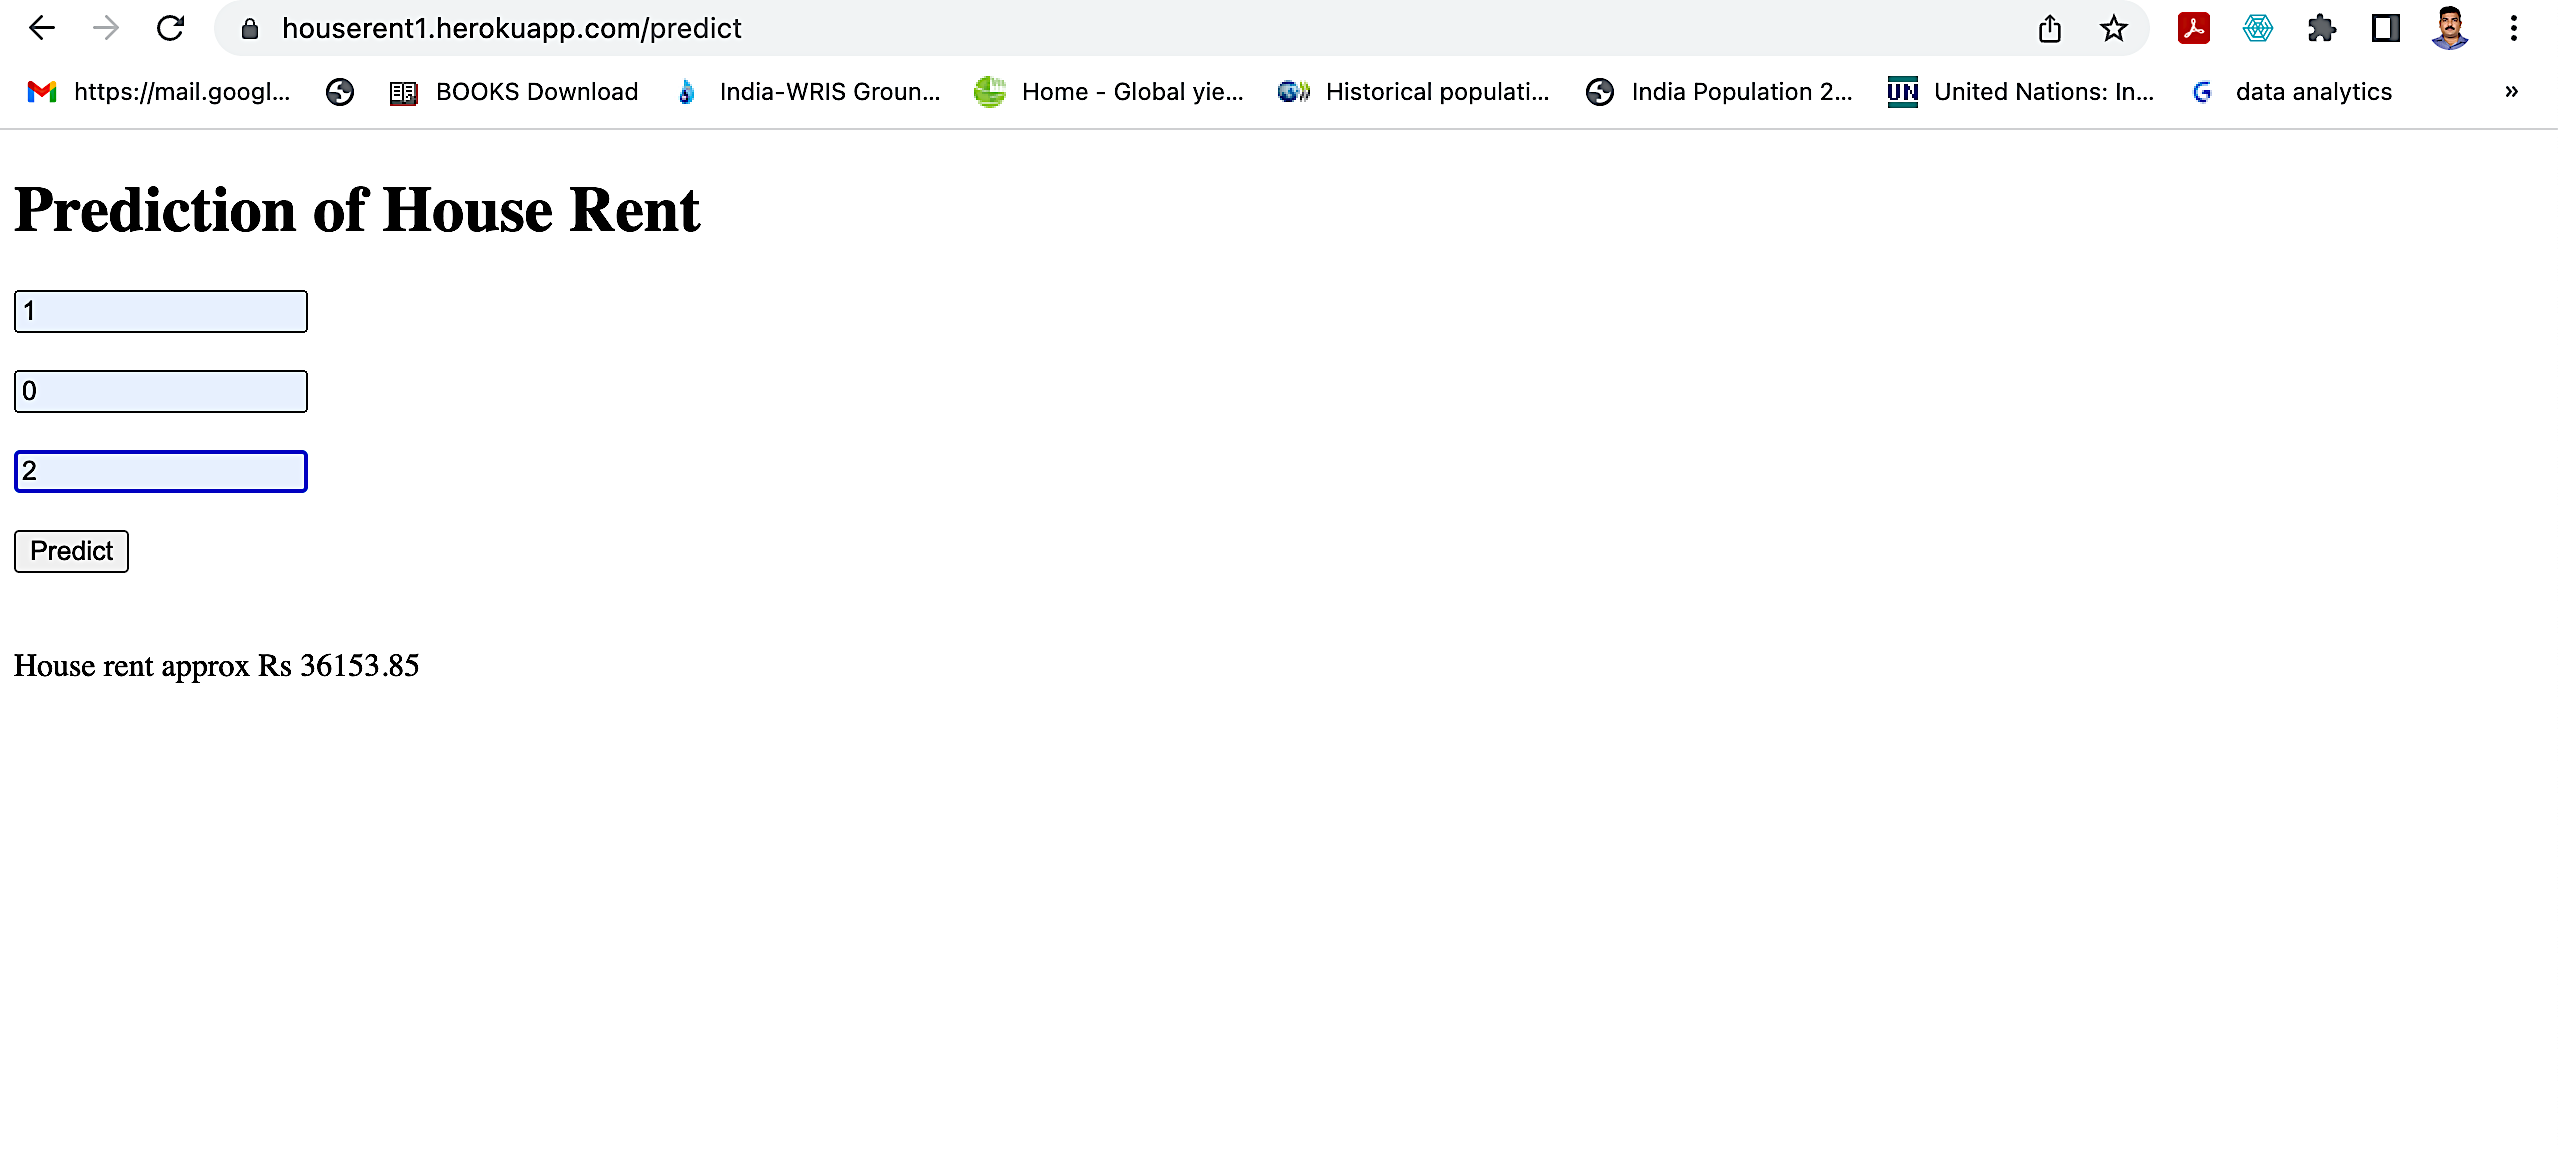 houserent1.herokuapp.com/predict
https://mail.googl... BOOKS Download India-WRIS Groun... Home - Global yie... Historical populati... India Population 2... UN United Nations: In... data analytics »
Prediction of House Rent
1
0
2
Predict
House rent approx Rs 36153.85